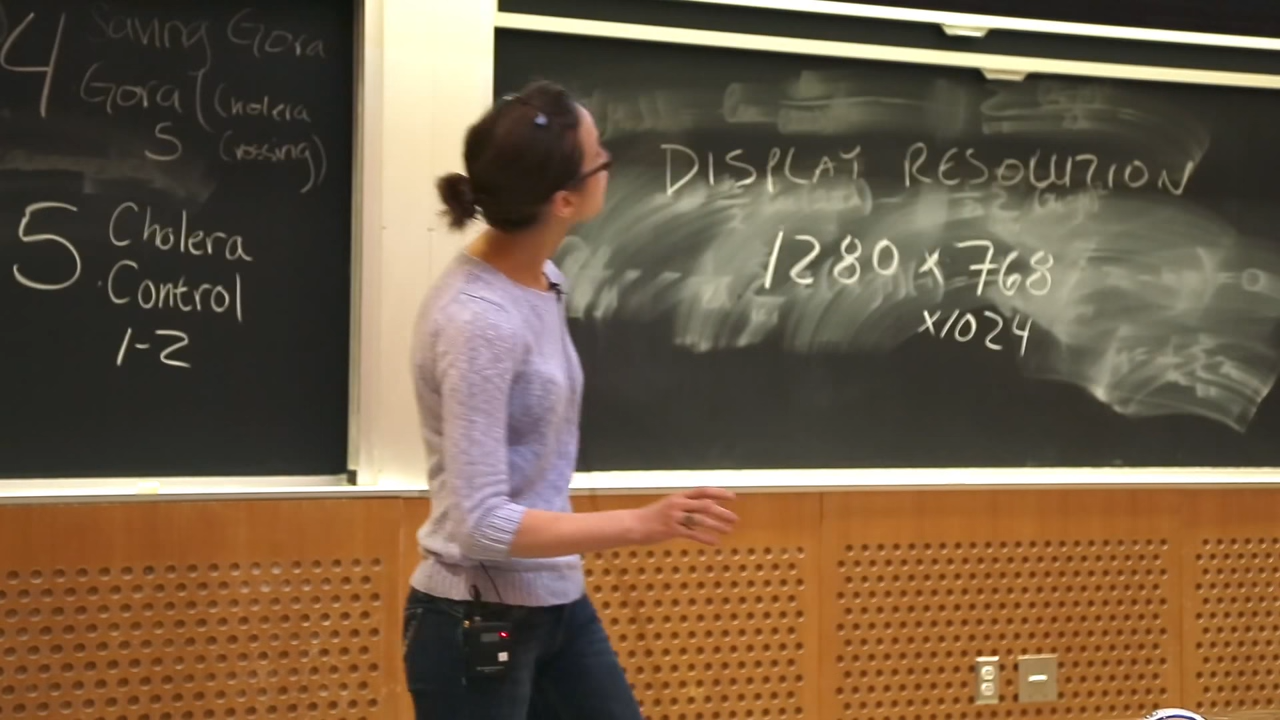 4 Saving Gora
Gora (Cholera
5 Crossing)
5 Cholera
Control
1-2
DISPLAY RESOLUTION
1280 x 768
x1024